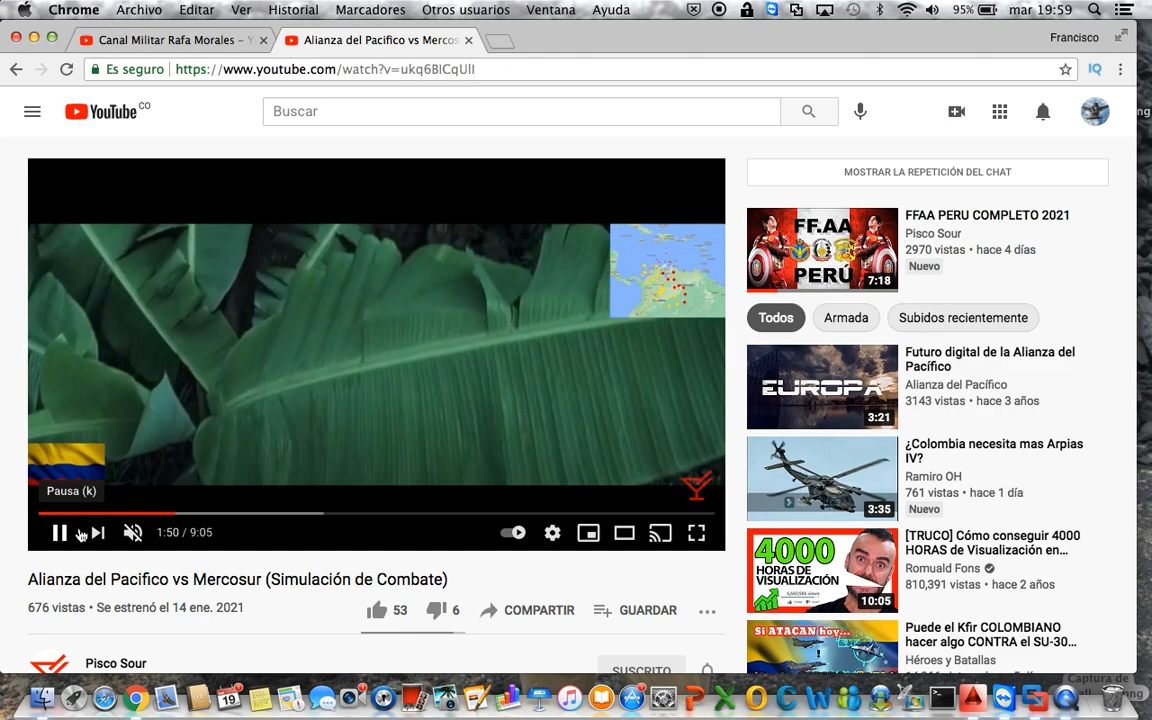 Chrome Archivo Editar Ver Historial Marcadores Otros usuarios Ventana Ayuda 95% mar 19:59
Canal Militar Rafa Morales – Y
Alianza del Pacifico vs Mercos
Francisco
Es seguro https://www.youtube.com/watch?v=ukq6BlCqUlI
IQ
YouTube CO
Buscar
MOSTRAR LA REPETICIÓN DEL CHAT
FF.AA
PERÚ
7:18
FFAA PERU COMPLETO 2021
Pisco Sour
2970 vistas • hace 4 días
Nuevo
Todos Armada Subidos recientemente
EUROPA
3:21
Futuro digital de la Alianza del
Pacífico
Alianza del Pacífico
3143 vistas • hace 3 años
3:35
¿Colombia necesita mas Arpias
IV?
Ramiro OH
761 vistas • hace 1 día
Nuevo
4000
HORAS DE
VISUALIZACIÓN
10:05
[TRUCO] Cómo conseguir 4000
HORAS de Visualización en...
Romuald Fons
810,391 vistas • hace 2 años
Si ATACAN hoy...
Puede el Kfir COLOMBIANO
hacer algo CONTRA el SU-30...
Héroes y Batallas
Pausa (k)
1:50 / 9:05
Alianza del Pacifico vs Mercosur (Simulación de Combate)
676 vistas • Se estrenó el 14 ene. 2021
53 6 COMPARTIR GUARDAR
Pisco Sour
SUSCRITO
Captura de
19